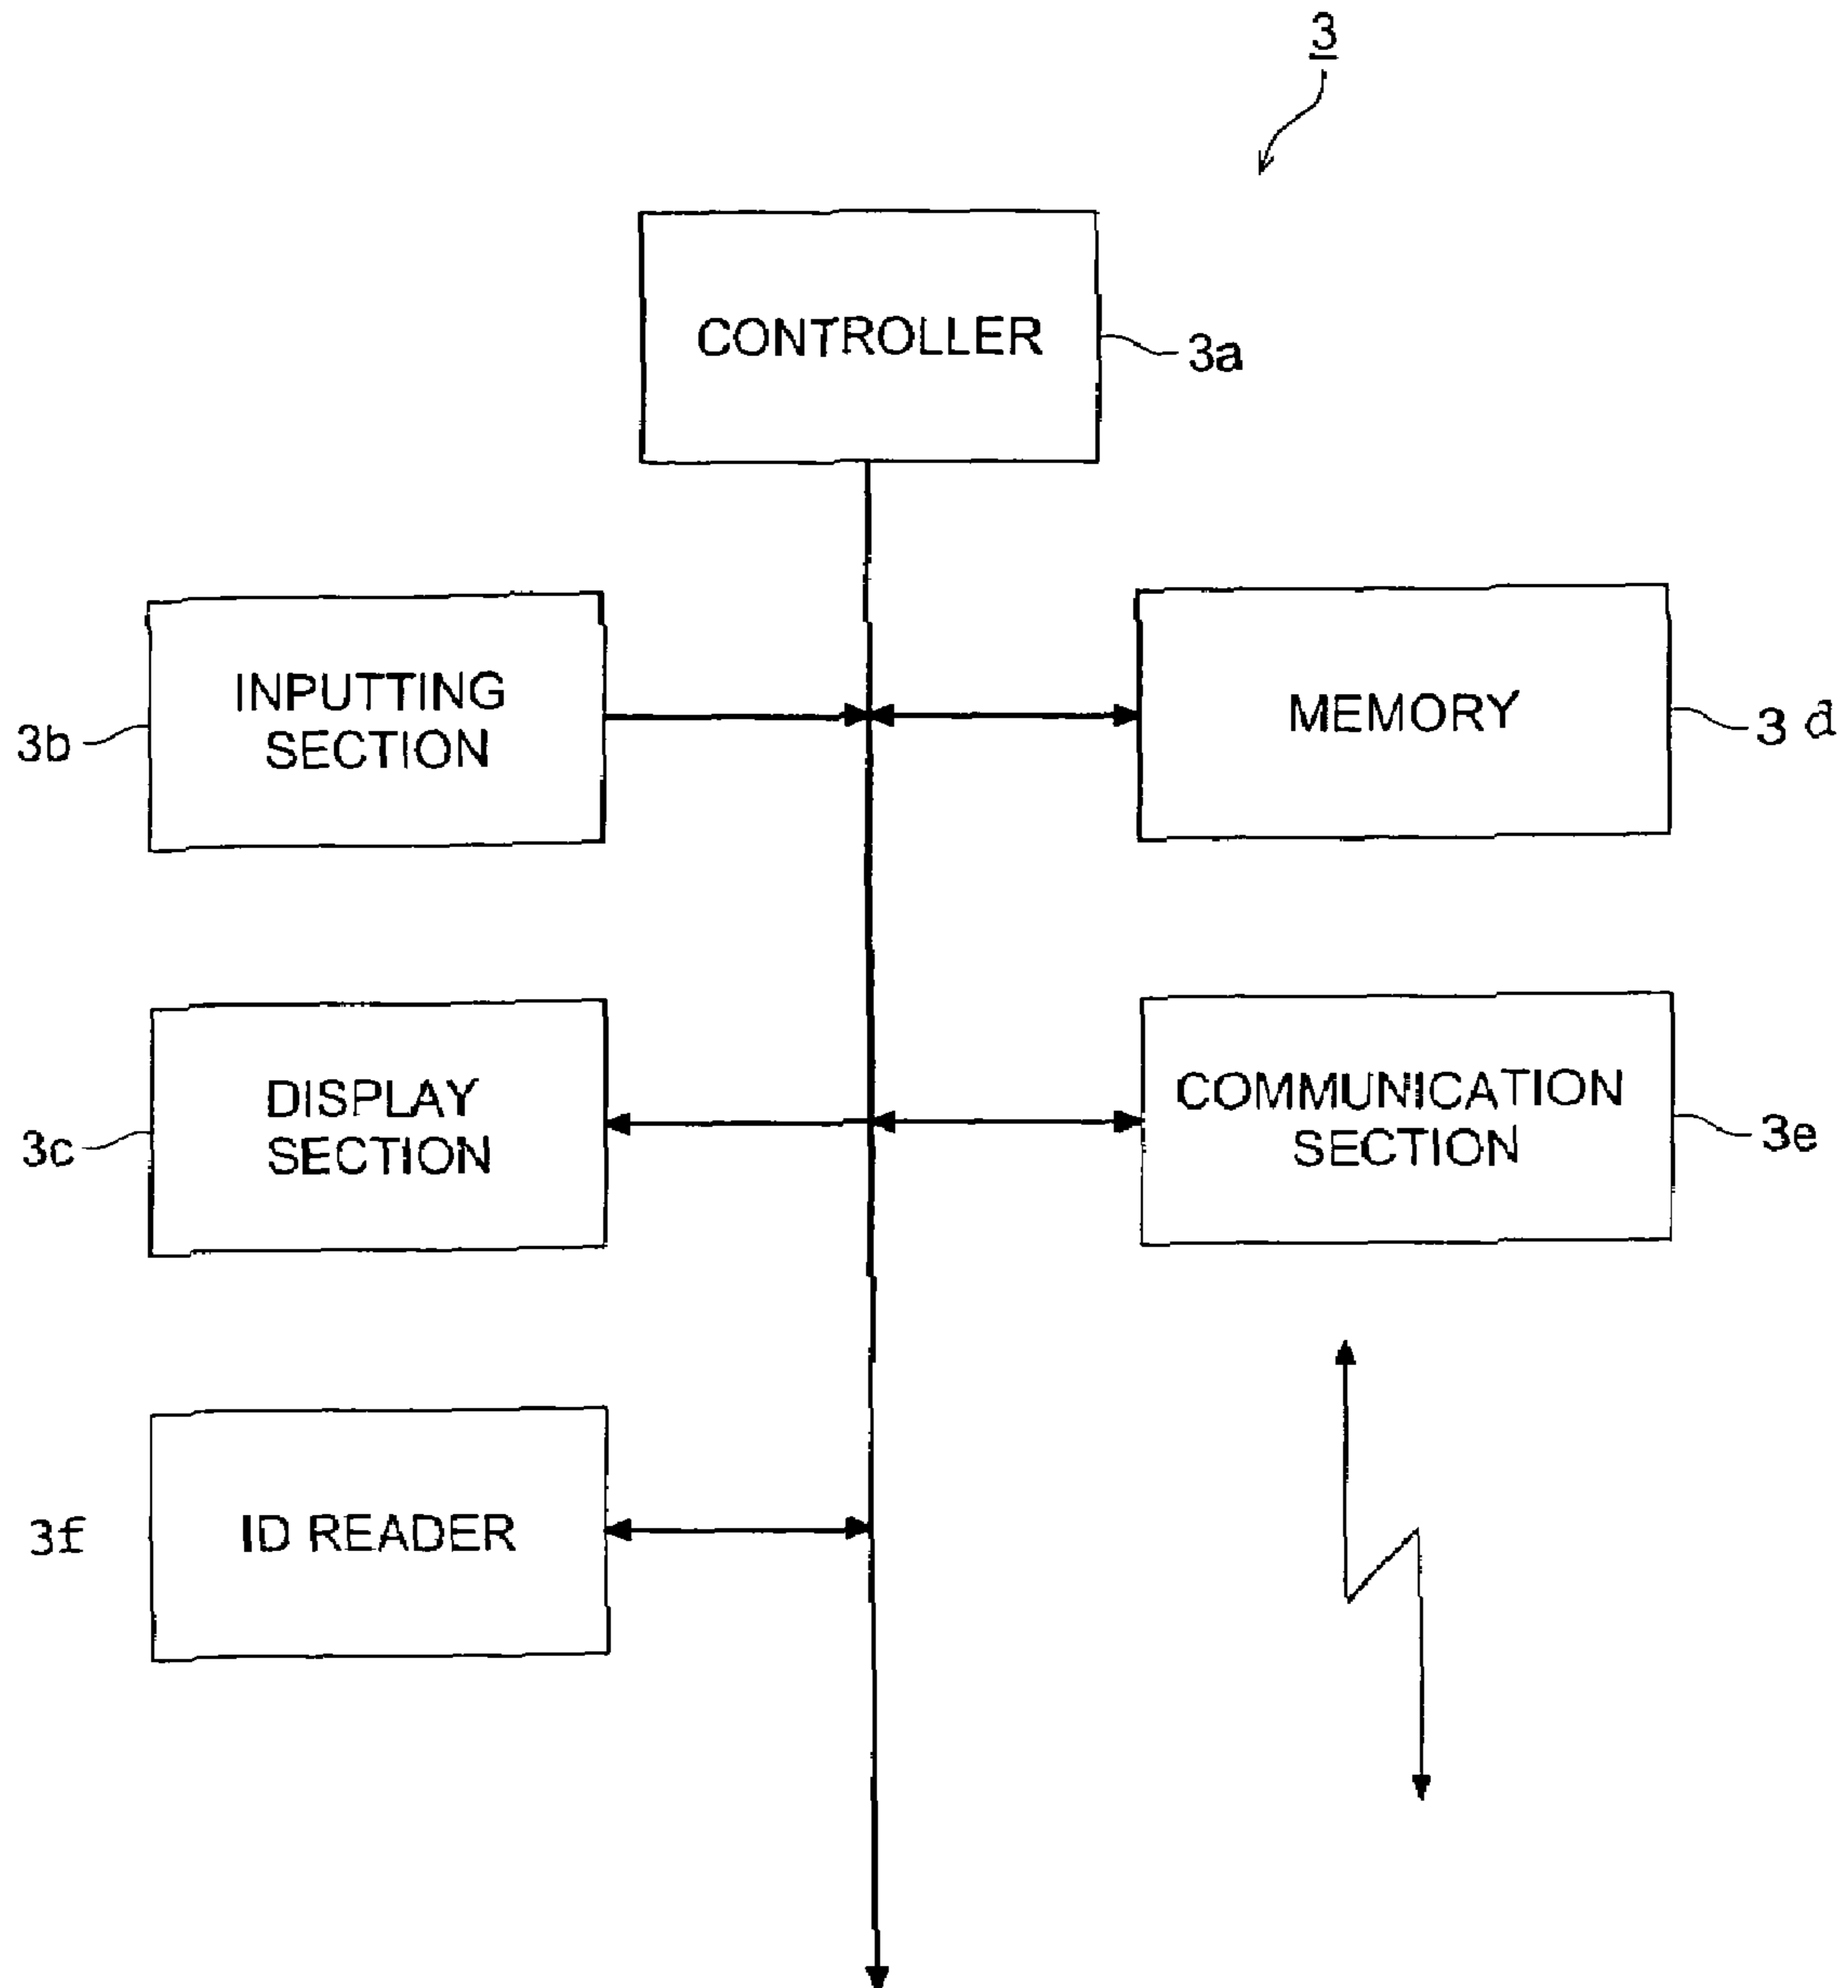 3
CONTROLLER
3a
INPUTTING
SECTION
3b
MEMORY
3 d
DISPLAY
SECTION
3c
COMMUNICATION
SECTION
3e
ID READER
3f